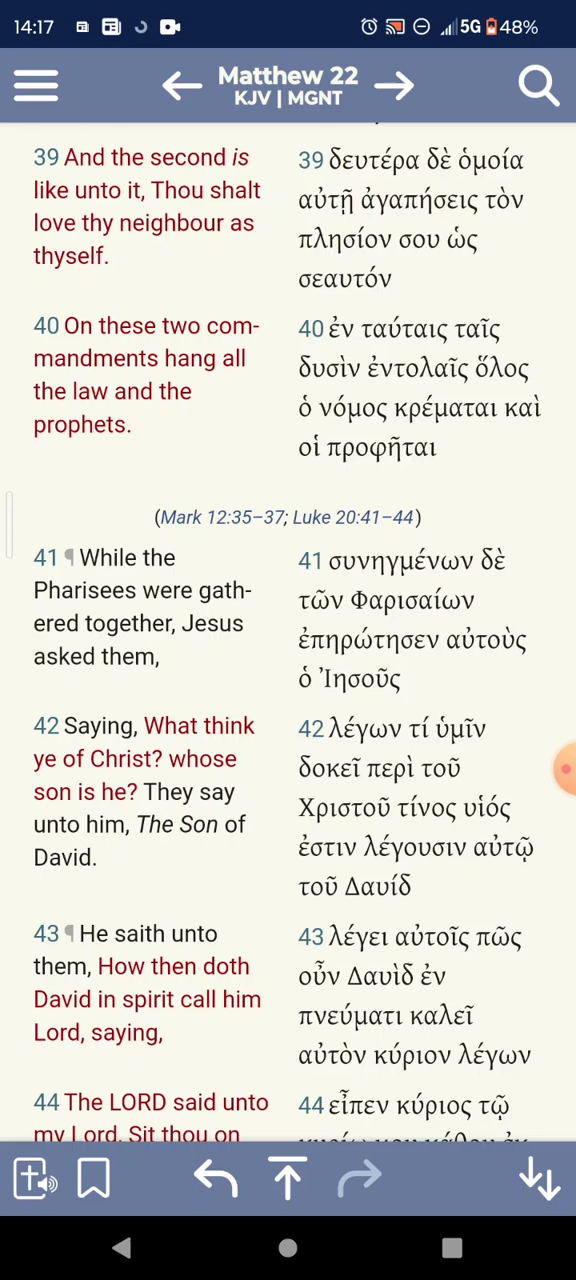 14:17
5G 48%
Matthew 22
KJV | MGNT
39 And the second is
like unto it, Thou shalt
love thy neighbour as
thyself.
39 δευτέρα δὲ ὁμοία
αὐτῇ ἀγαπήσεις τὸν
πλησίον σου ὡς
σεαυτόν
40 On these two com-
mandments hang all
the law and the
prophets.
40 ἐν ταύταις ταῖς
δυσὶν ἐντολαῖς ὅλος
ὁ νόμος κρέμαται καὶ
οἱ προφῆται
(Mark 12:35–37; Luke 20:41–44)
41 ¶ While the
Pharisees were gath-
ered together, Jesus
asked them,
41 συνηγμένων δὲ
τῶν Φαρισαίων
ἐπηρώτησεν αὐτοὺς
ὁ Ἰησοῦς
42 Saying, What think
ye of Christ? whose
son is he? They say
unto him, The Son of
David.
42 λέγων τί ὑμῖν
δοκεῖ περὶ τοῦ
Χριστοῦ τίνος υἱός
ἐστιν λέγουσιν αὐτῷ
τοῦ Δαυίδ
43 ¶ He saith unto
them, How then doth
David in spirit call him
Lord, saying,
43 λέγει αὐτοῖς πῶς
οὖν Δαυὶδ ἐν
πνεύματι καλεῖ
αὐτὸν κύριον λέγων
44 The LORD said unto
my Lord, Sit thou on
44 εἶπεν κύριος τῷ